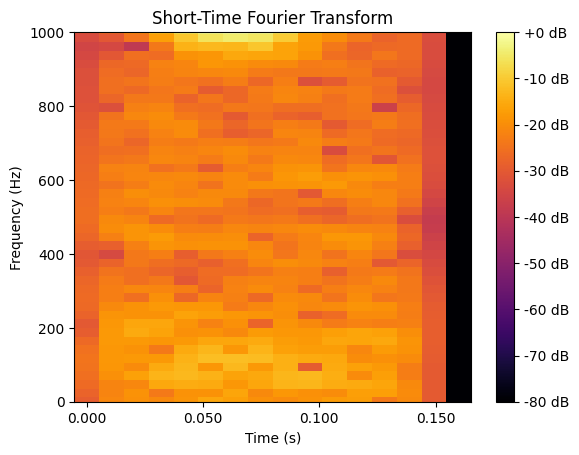 Short-Time Fourier Transform
Frequency (Hz)
1000
800
600
400
200
0
0.000
0.050
0.100
0.150
Time (s)
+0 dB
-10 dB
-20 dB
-30 dB
-40 dB
-50 dB
-60 dB
-70 dB
-80 dB